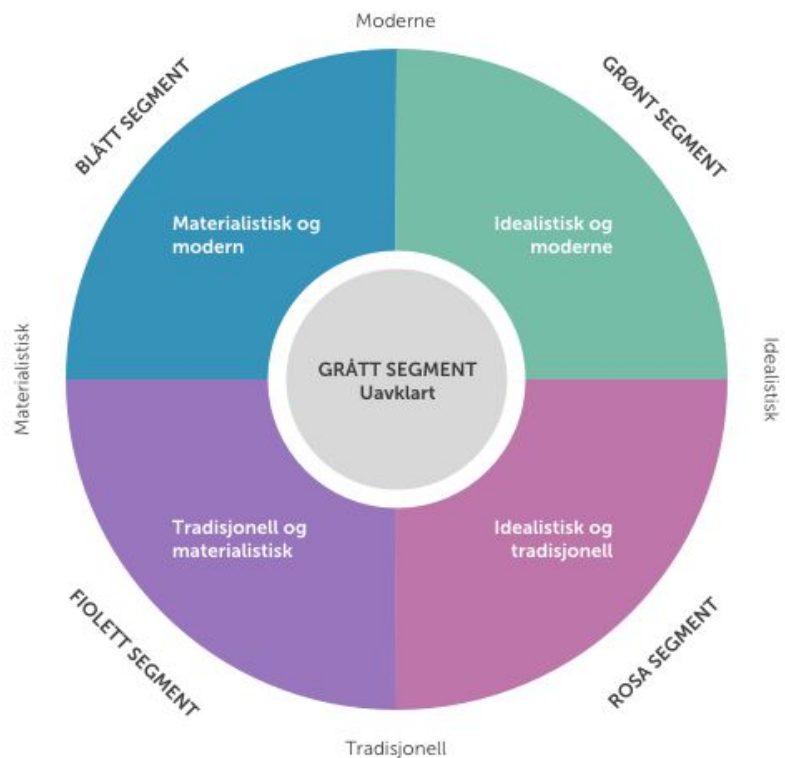 Moderne
BLÅTT SEGMENT
GRØNT SEGMENT
Materialistisk og
modern
Idealistisk og
moderne
Materialistisk
GRÅTT SEGMENT
Uavklart
Idealistisk
Tradisjonell og
materialistisk
Idealistisk og
tradisjonell
FIOLETT SEGMENT
ROSA SEGMENT
Tradisjonell